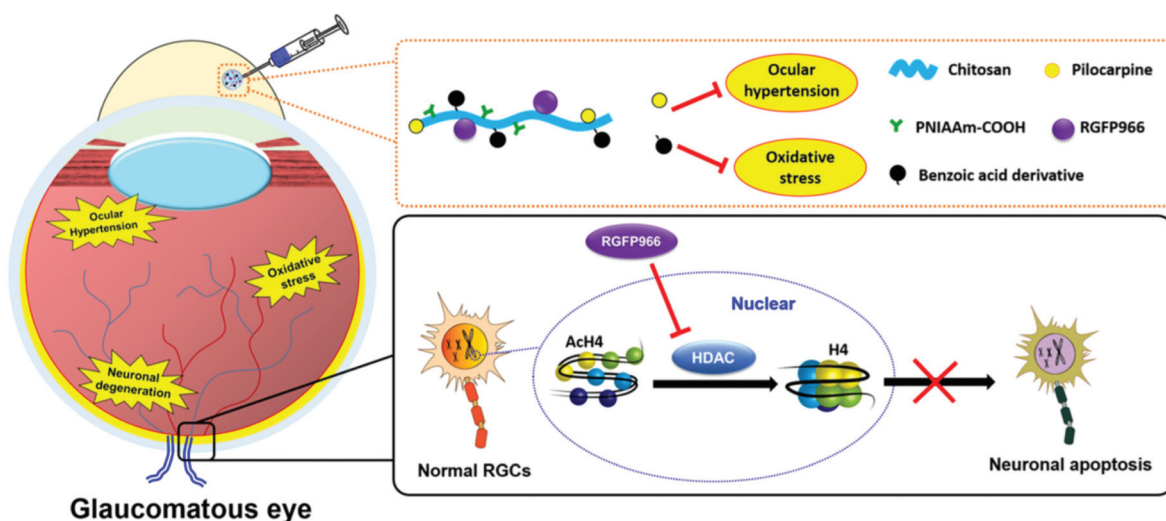 Ocular
Hypertension
Oxidative
stress
Neuronal
degeneration
Glaucomatous eye
Ocular
hypertension
Oxidative
stress
Chitosan
Pilocarpine
PNIAAm-COOH
RGFP966
Benzoic acid derivative
RGFP966
Nuclear
AcH4
HDAC
H4
Normal RGCs
Neuronal apoptosis